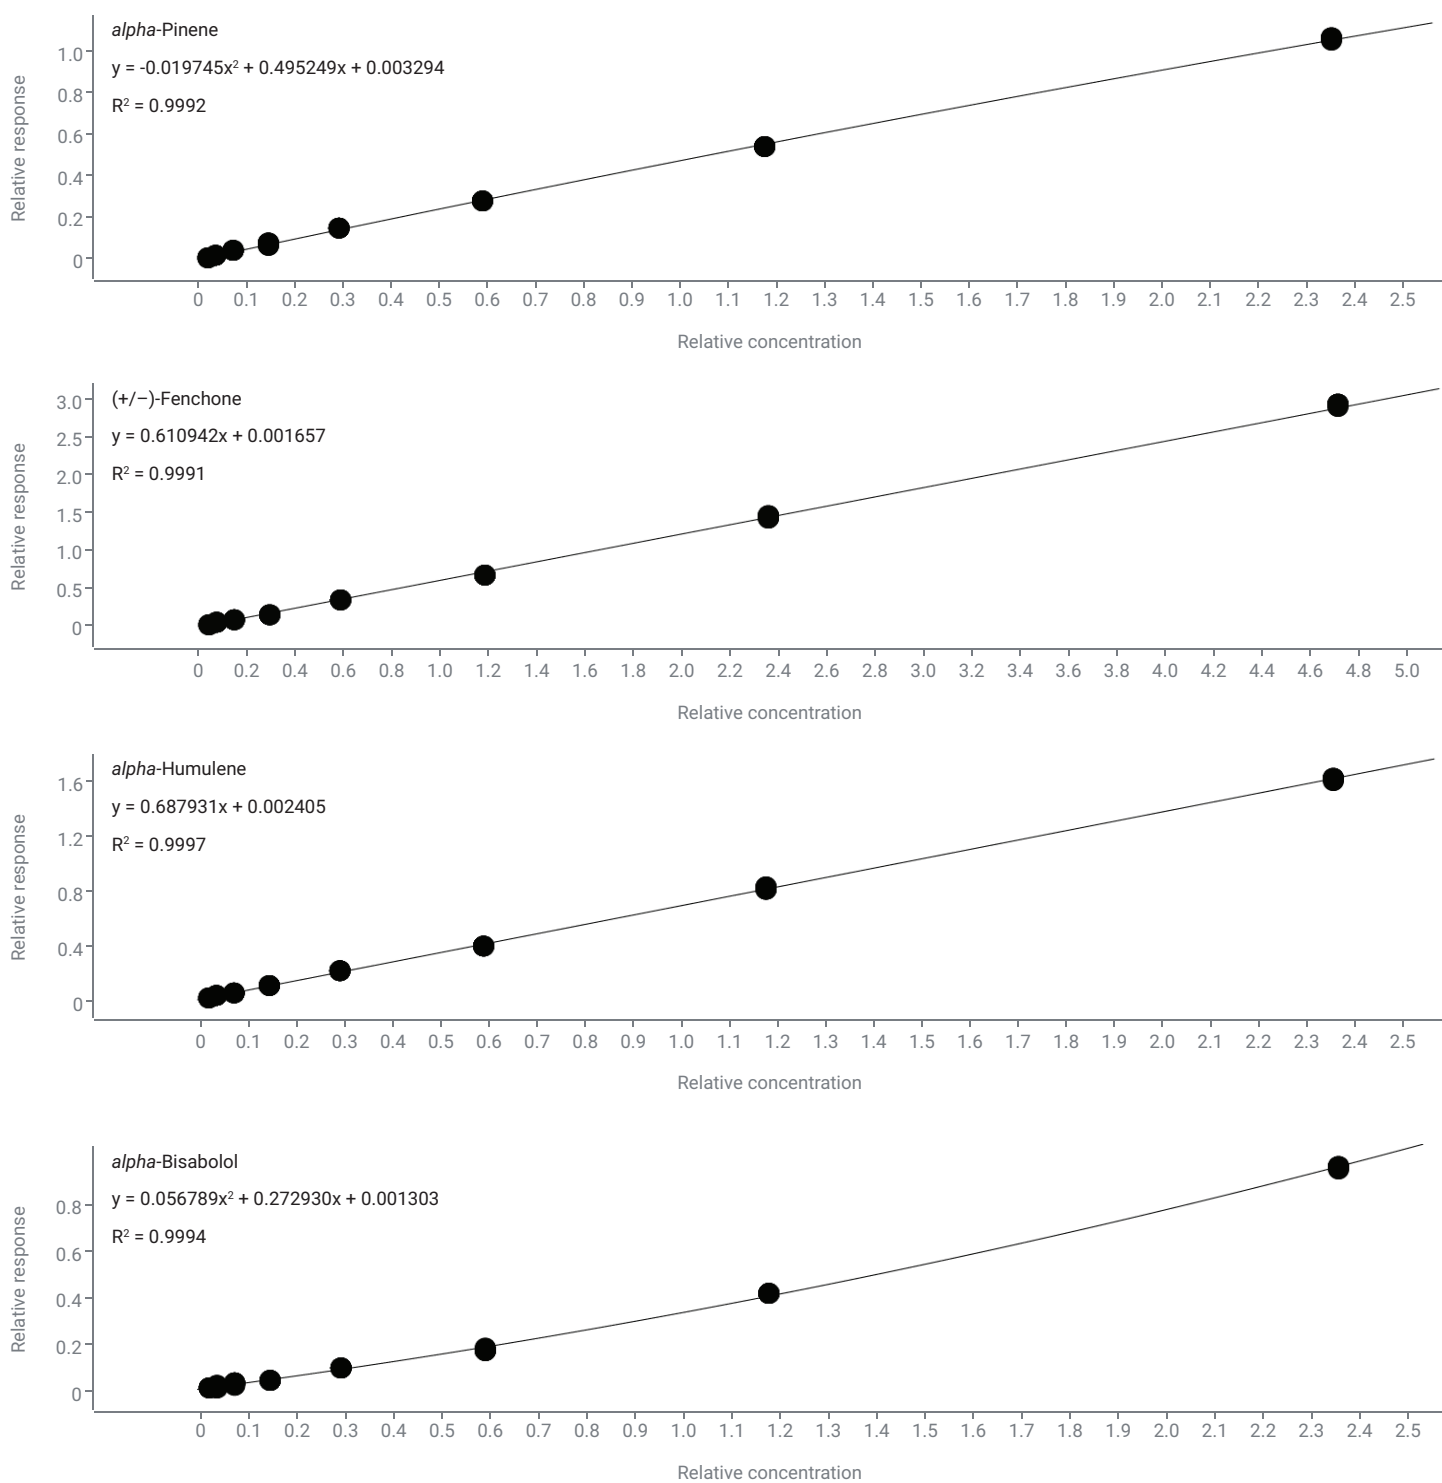 alpha-Pinene
y = -0.019745x² + 0.495249x + 0.003294
R² = 0.9992
Relative response
1.0
0.8
0.6
0.4
0.2
0
0 0.1 0.2 0.3 0.4 0.5 0.6 0.7 0.8 0.9 1.0 1.1 1.2 1.3 1.4 1.5 1.6 1.7 1.8 1.9 2.0 2.1 2.2 2.3 2.4 2.5
Relative concentration
(+/−)-Fenchone
y = 0.610942x + 0.001657
R² = 0.9991
Relative response
3.0
2.5
2.0
1.5
1.0
0.5
0
0 0.2 0.4 0.6 0.8 1.0 1.2 1.4 1.6 1.8 2.0 2.2 2.4 2.6 2.8 3.0 3.2 3.4 3.6 3.8 4.0 4.2 4.4 4.6 4.8 5.0
Relative concentration
alpha-Humulene
y = 0.687931x + 0.002405
R² = 0.9997
Relative response
1.6
1.2
0.8
0.4
0
0 0.1 0.2 0.3 0.4 0.5 0.6 0.7 0.8 0.9 1.0 1.1 1.2 1.3 1.4 1.5 1.6 1.7 1.8 1.9 2.0 2.1 2.2 2.3 2.4 2.5
Relative concentration
alpha-Bisabolol
y = 0.056789x² + 0.272930x + 0.001303
R² = 0.9994
Relative response
0.8
0.6
0.4
0.2
0
0 0.1 0.2 0.3 0.4 0.5 0.6 0.7 0.8 0.9 1.0 1.1 1.2 1.3 1.4 1.5 1.6 1.7 1.8 1.9 2.0 2.1 2.2 2.3 2.4 2.5
Relative concentration